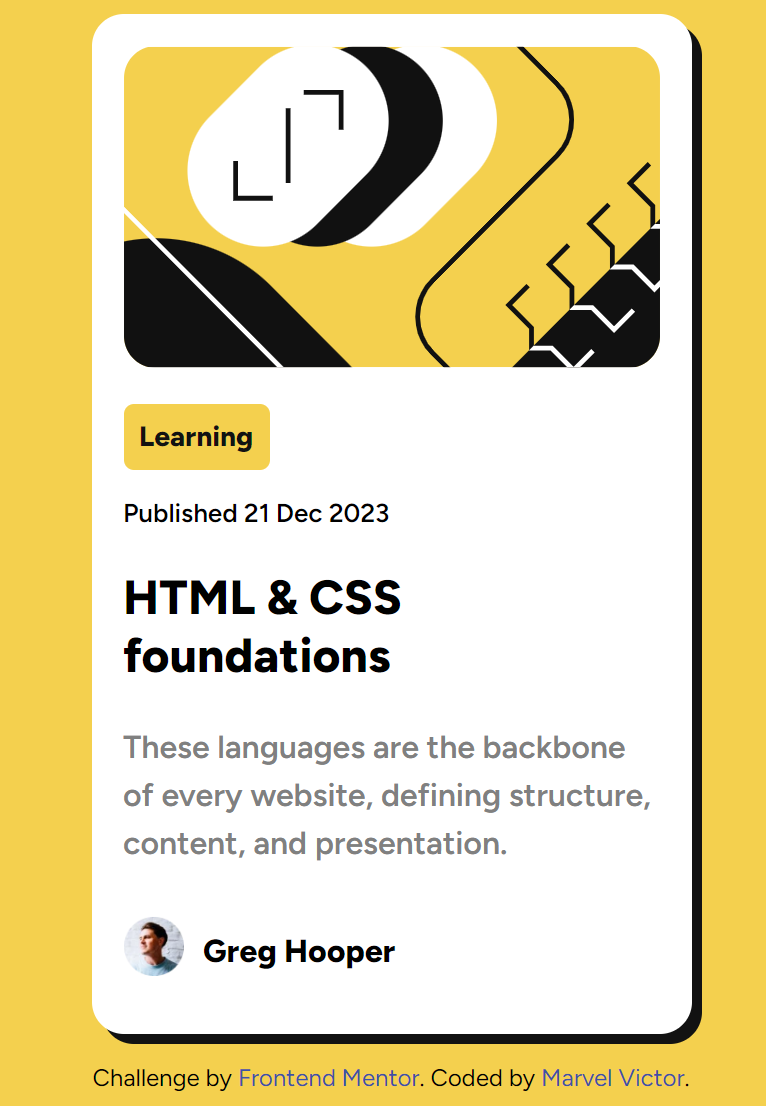 Learning
Published 21 Dec 2023
HTML & CSS
foundations
These languages are the backbone
of every website, defining structure,
content, and presentation.
Greg Hooper
Challenge by Frontend Mentor. Coded by Marvel Victor.